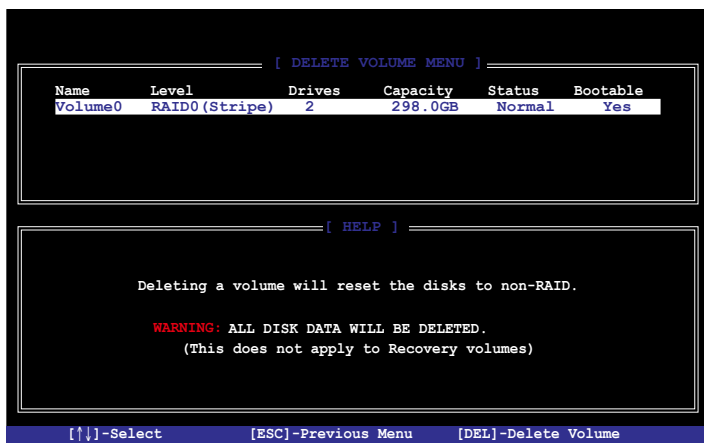 [ DELETE VOLUME MENU ]
Name Level Drives Capacity Status Bootable
Volume0 RAID0(Stripe) 2 298.0GB Normal Yes
[ HELP ]
Deleting a volume will reset the disks to non-RAID.
WARNING: ALL DISK DATA WILL BE DELETED.
(This does not apply to Recovery volumes)
[↑↓]-Select [ESC]-Previous Menu [DEL]-Delete Volume